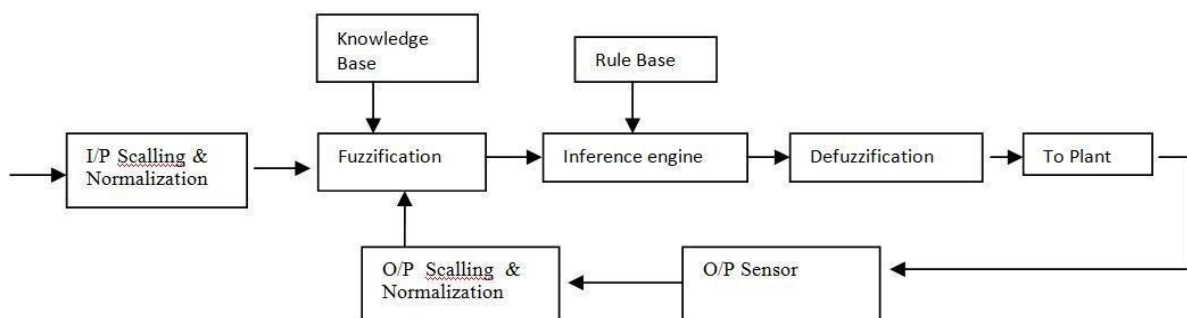 Knowledge
Base
Rule Base
I/P Scalling &
Normalization
Fuzzification
Inference engine
Defuzzification
To Plant
O/P Scalling &
Normalization
O/P Sensor